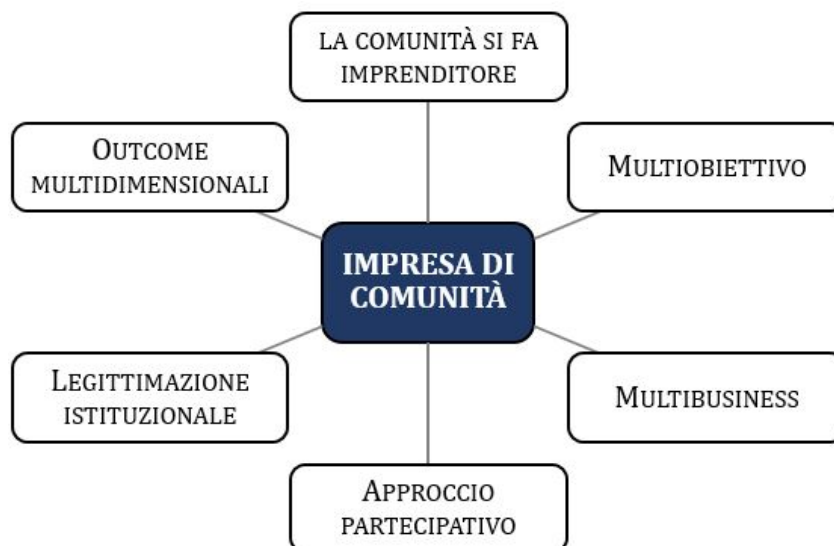 LA COMUNITÀ SI FA
IMPRENDITORE
OUTCOME
MULTIDIMENSIONALI
MULTIOBIETTIVO
IMPRESA DI
COMUNITÀ
LEGITTIMAZIONE
ISTITUZIONALE
MULTIBUSINESS
APPROCCIO
PARTECIPATIVO